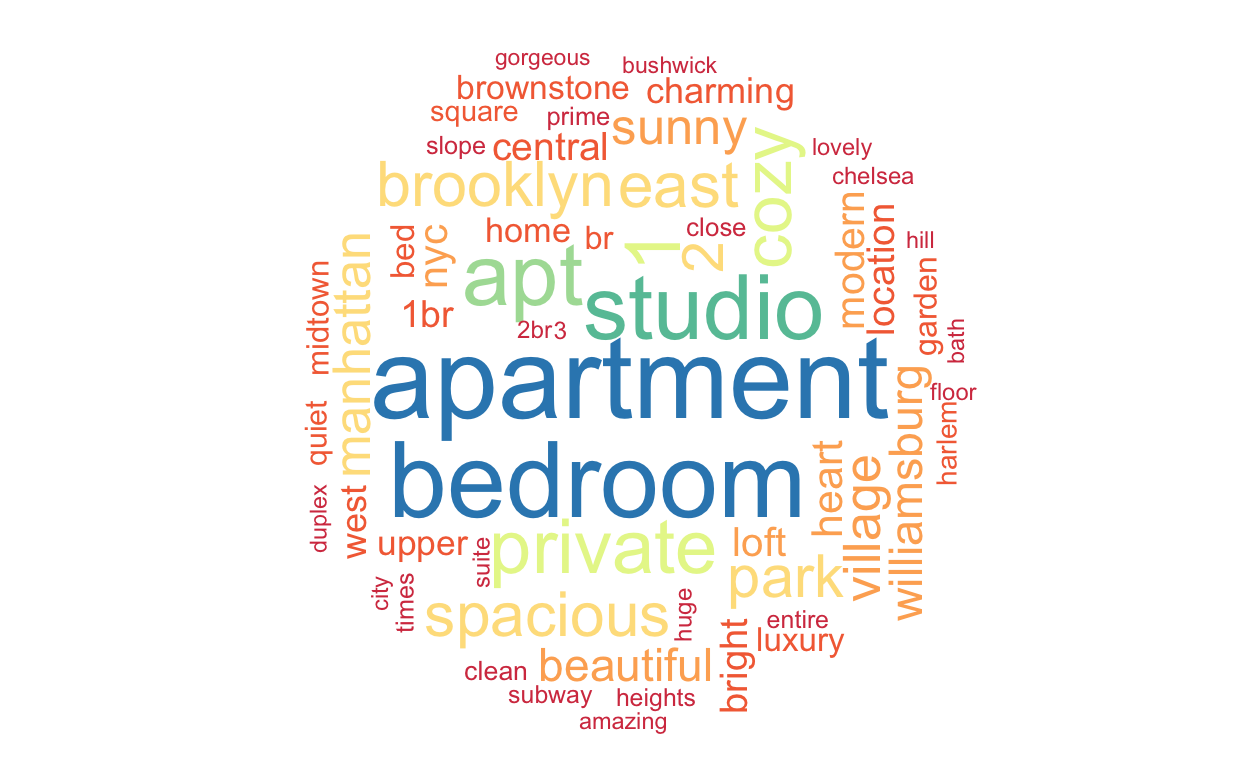 gorgeous
bushwick
brownstone
charming
square
prime
sunny
slope
central
cozy
lovely
chelsea
brooklyn
east
modern
location
bed
nyc
home
br
1
2
close
hill
midtown
manhattan
apt
studio
garden
1br
2br
3
bath
apartment
floor
quiet
williamsburg
harlem
bedroom
heart
village
duplex
west
upper
suite
private
loft
park
city
times
spacious
huge
bright
entire
luxury
clean
beautiful
subway
heights
amazing